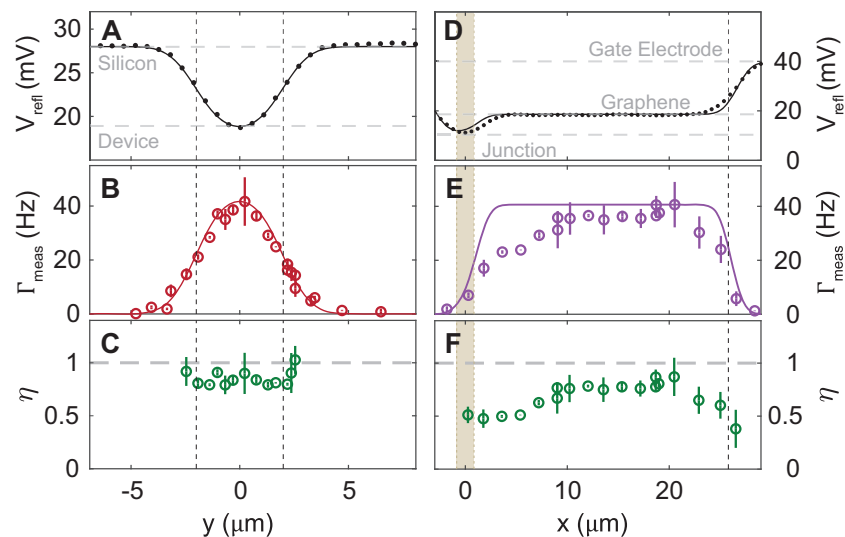 A
V_refl (mV)
30
25
20
Silicon
Device
D
Gate Electrode
Graphene
Junction
40
20
0
V_refl (mV)
B
Γ_meas (Hz)
40
20
0
E
40
20
0
Γ_meas (Hz)
C
η
1
0.5
0
-5 0 5
y (μm)
F
1
0.5
0
η
0 10 20
x (μm)